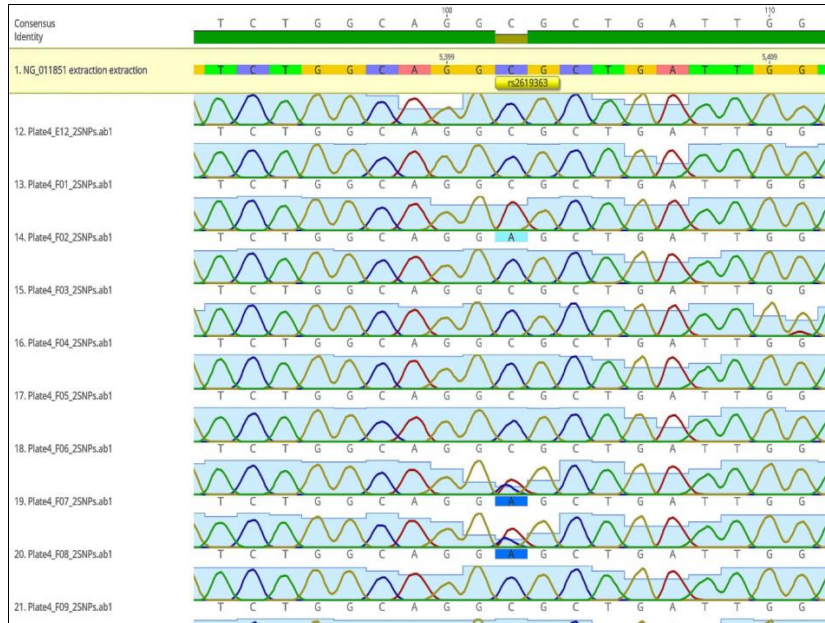 100 110
Consensus T C T G G C A G G C G C T G A T T G G
Identity
5,399 5,409
1. NG_011851 extraction extraction T C T G G C A G G C G C T G A T T G G
rs2619363
12. Plate4_E12_2SNPs.ab1 T C T G G C A G G C G C T G A T T G G
13. Plate4_F01_2SNPs.ab1 T C T G G C A G G C G C T G A T T G G
14. Plate4_F02_2SNPs.ab1 T C T G G C A G G A G C T G A T T G G
15. Plate4_F03_2SNPs.ab1 T C T G G C A G G C G C T G A T T G G
16. Plate4_F04_2SNPs.ab1 T C T G G C A G G C G C T G A T T G G
17. Plate4_F05_2SNPs.ab1 T C T G G C A G G C G C T G A T T G G
18. Plate4_F06_2SNPs.ab1 T C T G G C A G G C G C T G A T T G G
19. Plate4_F07_2SNPs.ab1 T C T G G C A G G A G C T G A T T G G
20. Plate4_F08_2SNPs.ab1 T C T G G C A G G A G C T G A T T G G
21. Plate4_F09_2SNPs.ab1 T C T G G C A G G C G C T G A T T G G